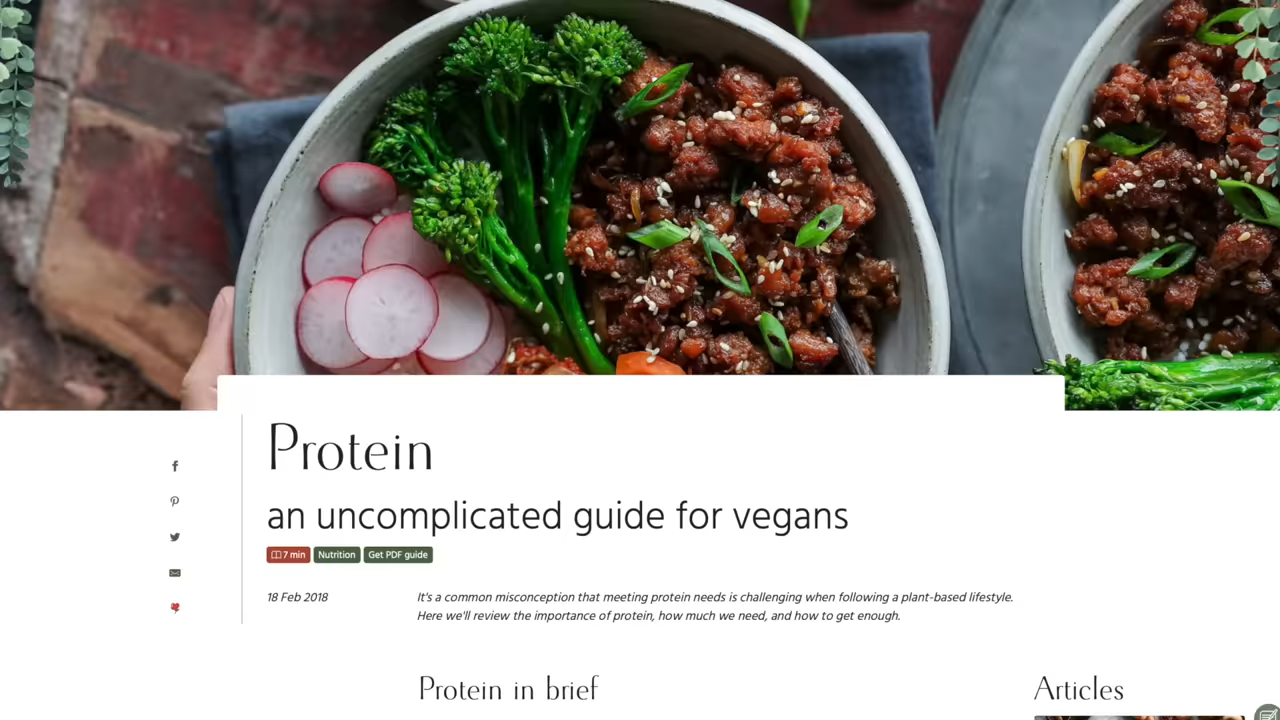 Protein
an uncomplicated guide for vegans
7 min Nutrition Get PDF guide
18 Feb 2018
It's a common misconception that meeting protein needs is challenging when following a plant-based lifestyle.
Here we'll review the importance of protein, how much we need, and how to get enough.
Protein in brief
Articles